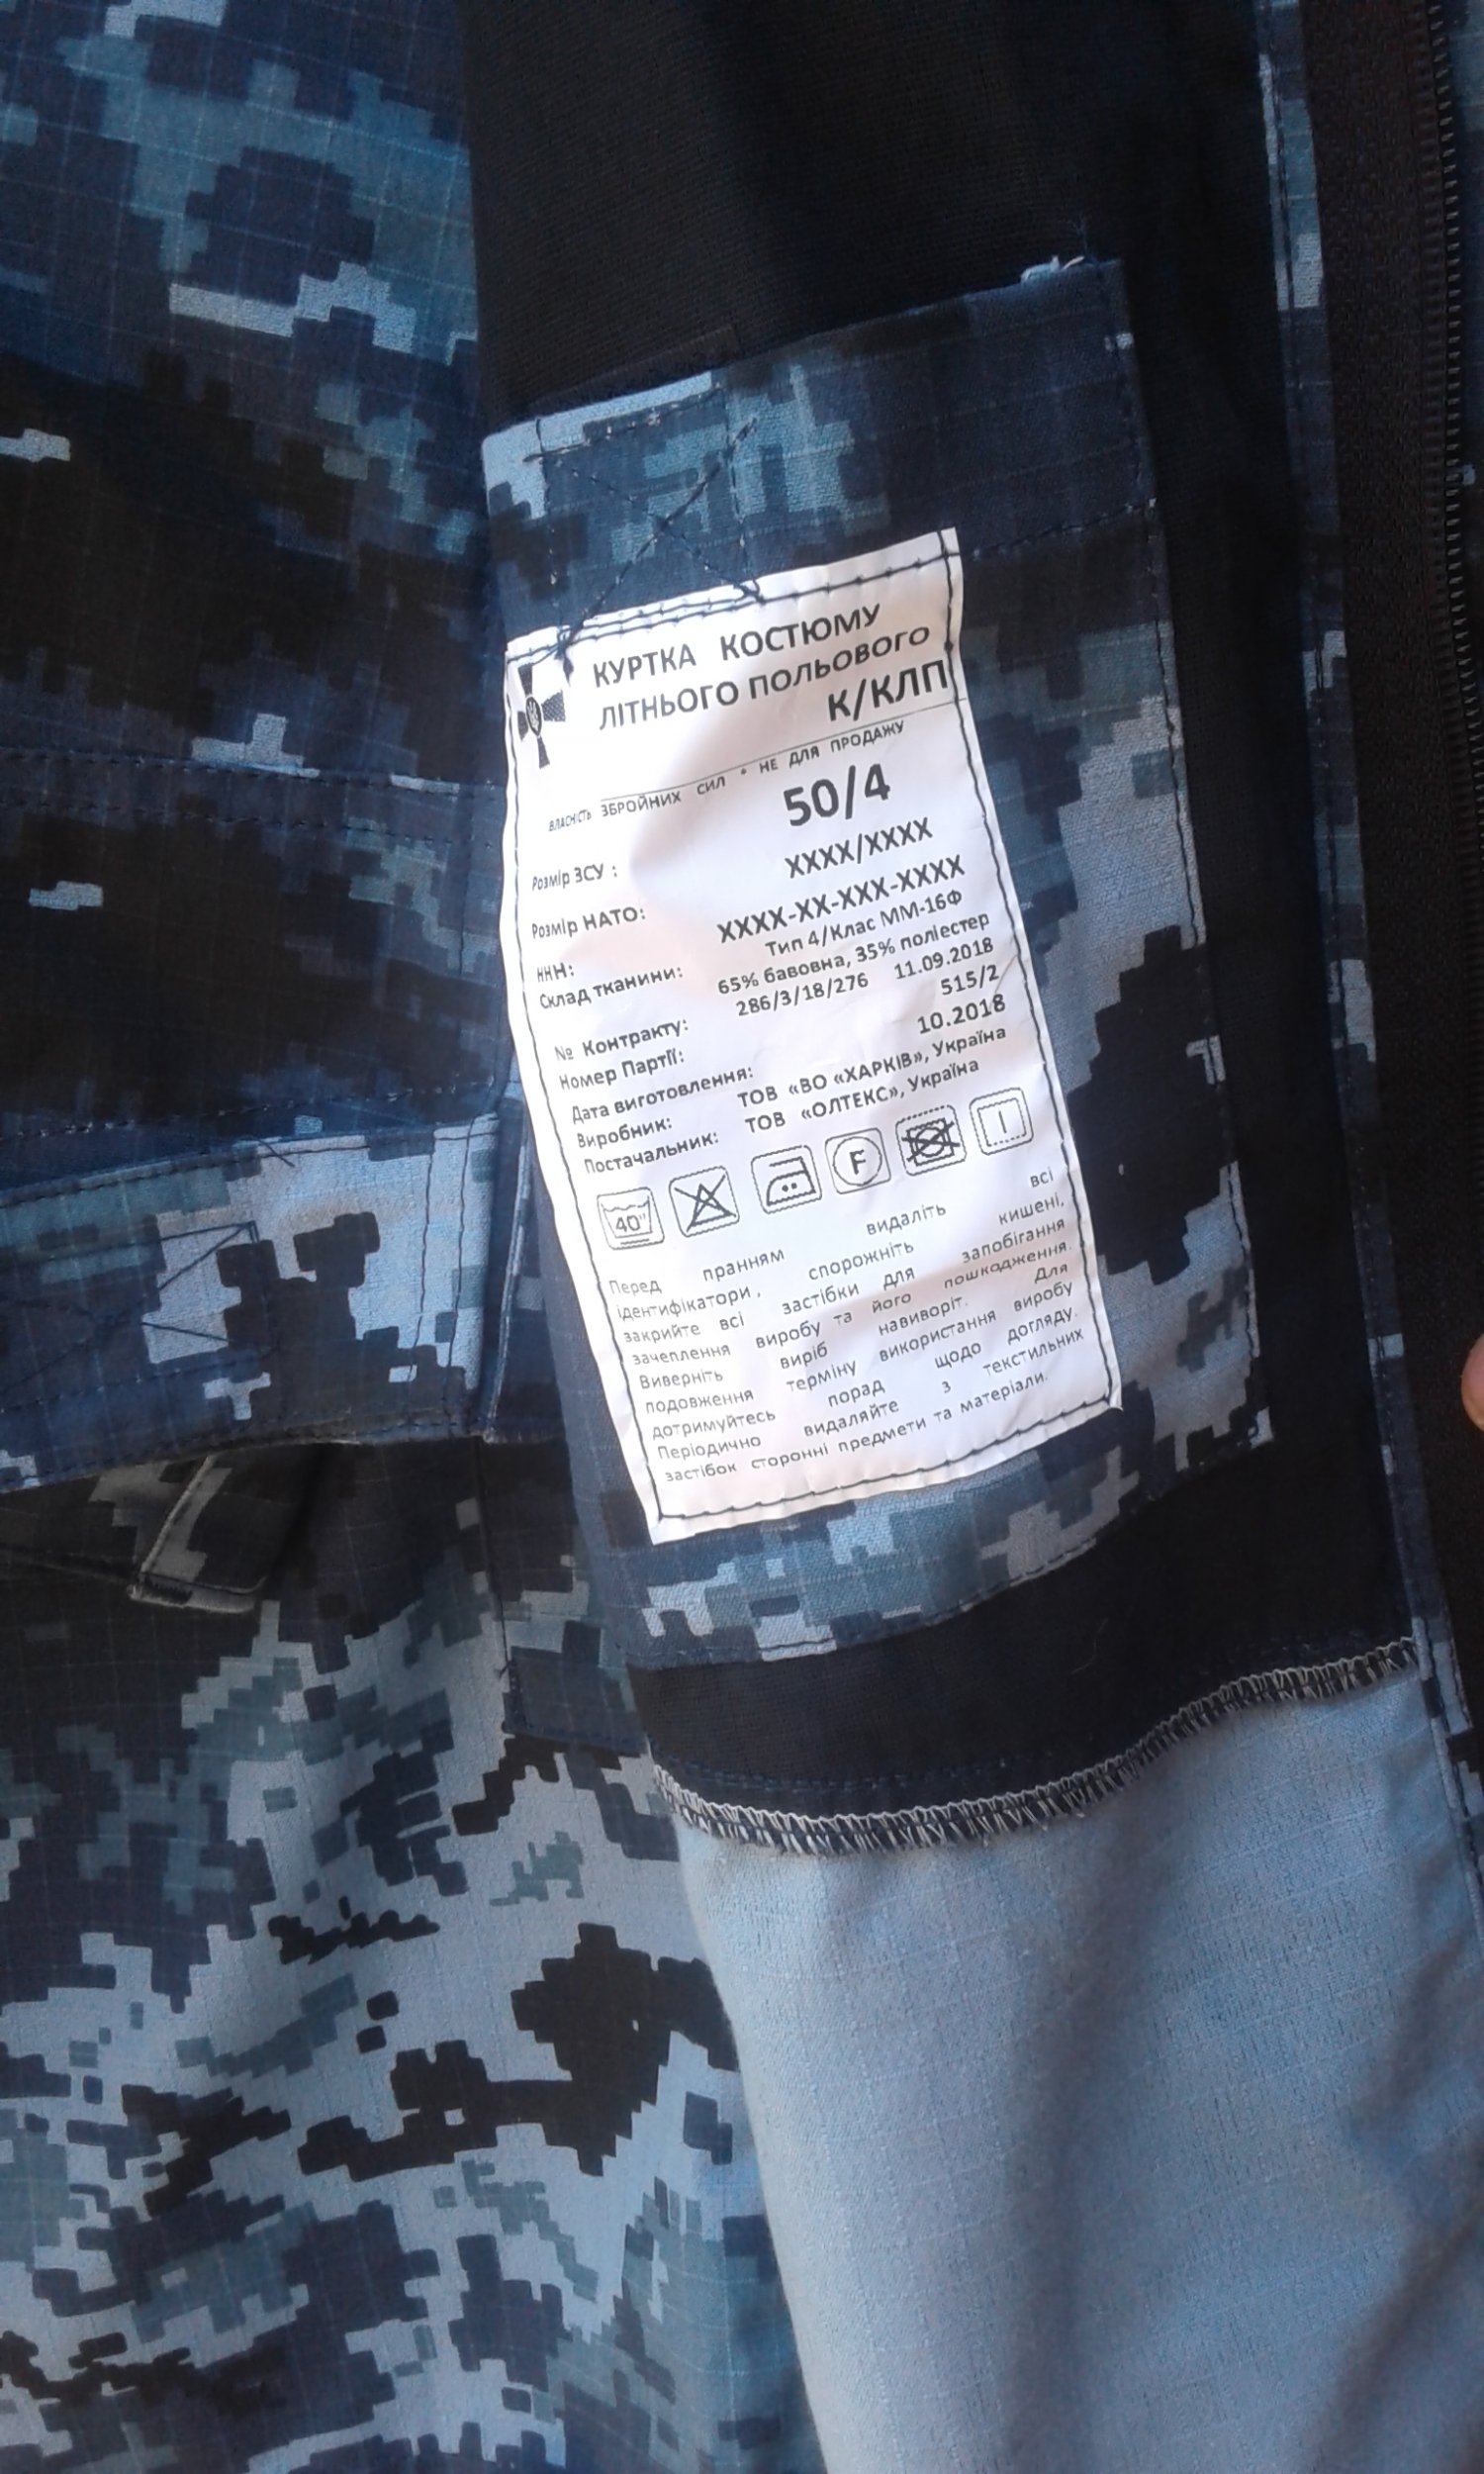 КУРТКА КОСТЮМУ
ЛІТНЬОГО ПОЛЬОВОГО
К/КЛП
ВЛАСНІСТЬ ЗБРОЙНИХ СИЛ * НЕ ДЛЯ ПРОДАЖУ
Розмір ЗСУ : 50/4
Розмір НАТО: XXXX/XXXX
ННН: XXXX-XX-XXX-XXXX
Склад тканини: Тип 4/Клас ММ-16Ф
65% бавовна, 35% поліестер
№ Контракту: 286/3/18/276 11.09.2018
Номер Партії: 515/2
Дата виготовлення: 10.2018
Виробник: ТОВ «ВО «ХАРКІВ», Україна
Постачальник: ТОВ «ОЛТЕКС», Україна
40° F
Перед пранням видаліть всі
ідентифікатори, спорожніть кишені,
закрийте всі застібки для запобігання
зачеплення виробу та його пошкодження.
Виверніть виріб навиворіт. Для
подовження терміну використання виробу
дотримуйтесь порад щодо догляду.
Періодично видаляйте з текстильних
застібок сторонні предмети та матеріали.